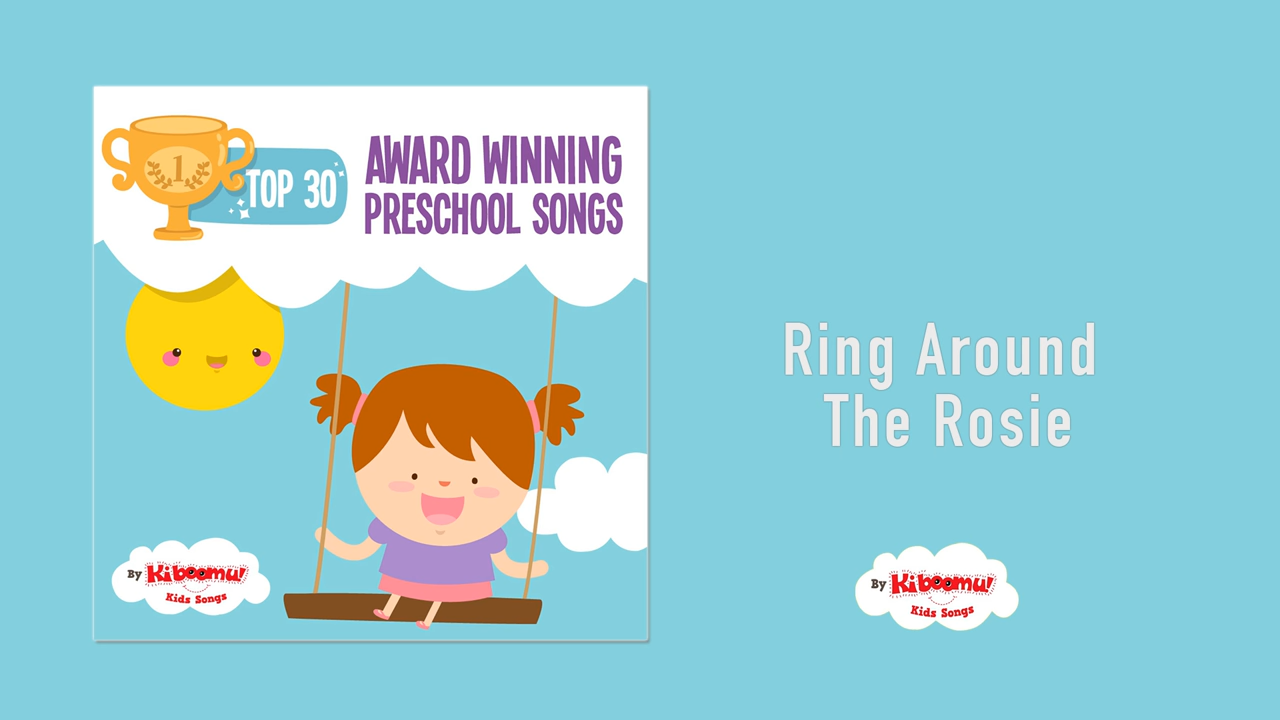 1
TOP 30
AWARD WINNING
PRESCHOOL SONGS
By Kiboomu!
Kids Songs
Ring Around
The Rosie
By Kiboomu!
Kids Songs